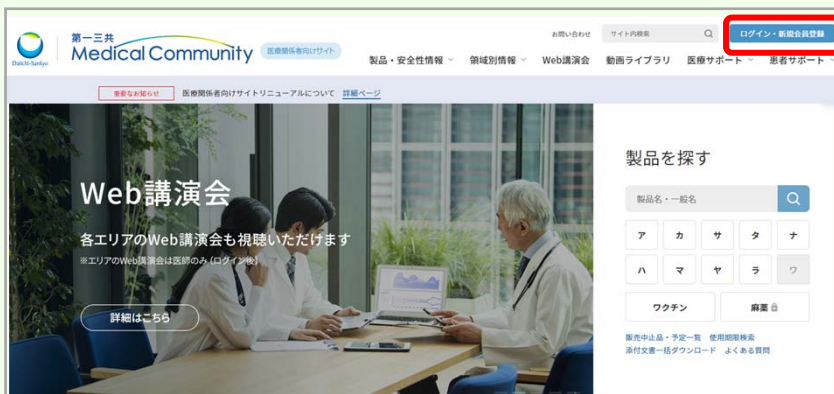 お問い合わせ
サイト内検索
ログイン・新規会員登録
Daiichi-Sankyo
第一三共
Medical Community
医療関係者向けサイト
製品・安全性情報
領域別情報
Web講演会
動画ライブラリ
医療サポート
患者サポート
重要なお知らせ
医療関係者向けサイトリニューアルについて 詳細ページ
Web講演会
各エリアのWeb講演会も視聴いただけます
※エリアのWeb講演会は医師のみ（ログイン後）
詳細はこちら
製品を探す
製品名・一般名
ア カ サ タ ナ
ハ マ ヤ ラ ワ
ワクチン 麻薬
販売中止品・予定一覧 使用期限検索
添付文書一括ダウンロード よくある質問